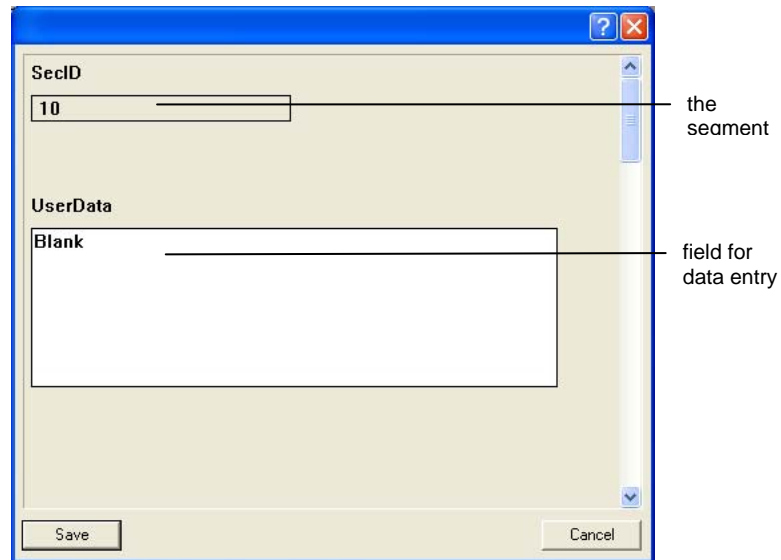 SecID
10
the
segment
UserData
Blank
field for
data entry
Save
Cancel